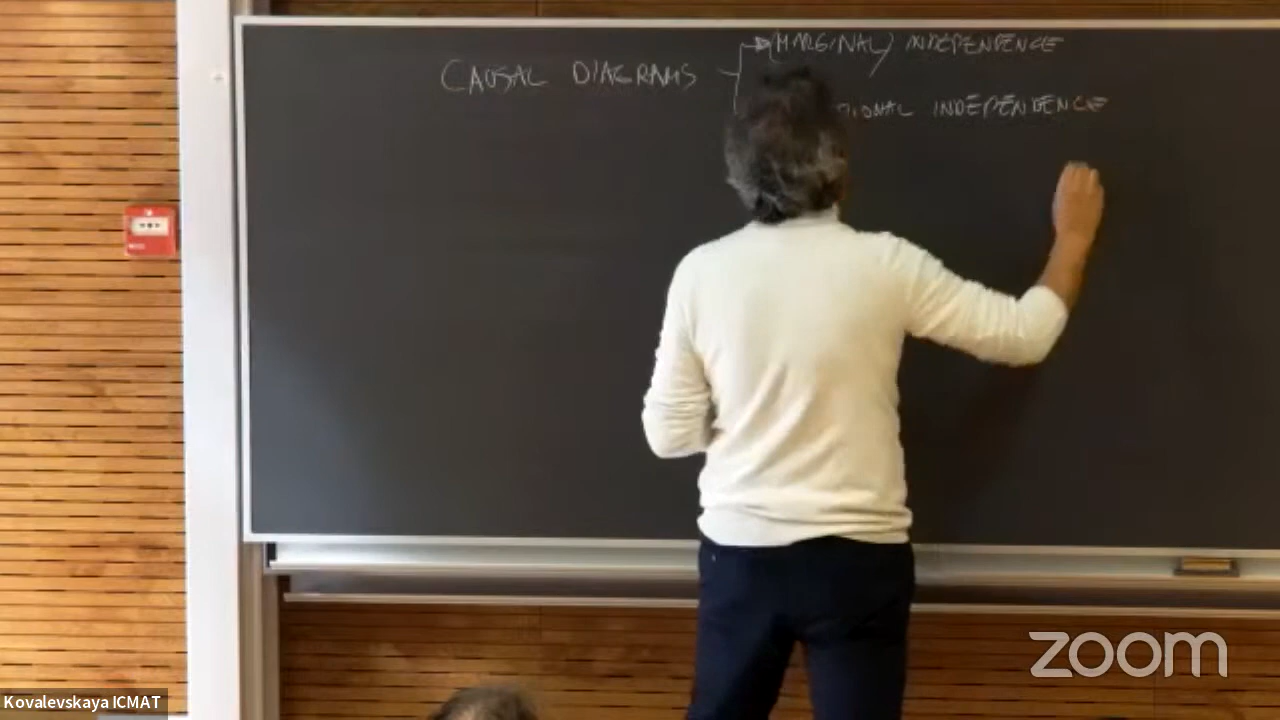 (MARGINAL) INDEPENDENCE
CAUSAL DIAGRAMS
INDEPENDENCE
zoom
Kovalevskaya ICMAT